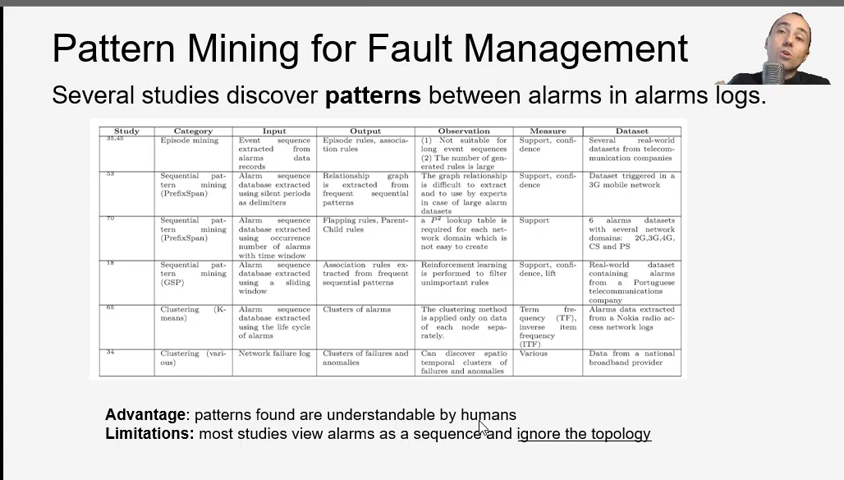 Pattern Mining for Fault Management
Several studies discover patterns between alarms in alarms logs.
Study Category Input Output Observation Measure Dataset
35,45 Episode mining Event sequence extracted from alarms data records Episode rules, association rules (1) Not suitable for long event sequences (2) The number of generated rules is large Support, confidence Several real-world datasets from telecommunication companies
53 Sequential pattern mining (PrefixSpan) Alarm sequence database extracted using silent periods as delimiters Relationship graph is extracted from frequent sequential patterns The graph relationship is difficult to extract and to use by experts in case of large alarm datasets Support, confidence Dataset triggered in a 3G mobile network
70 Sequential pattern mining (PrefixSpan) Alarm sequence database extracted using occurrence number of alarms with time window Flapping rules, Parent-Child rules a P² lookup table is required for each network domain which is not easy to create Support 6 alarms datasets with several network domains: 2G,3G,4G, CS and PS
18 Sequential pattern mining (GSP) Alarm sequence database extracted using a sliding window Association rules extracted from frequent sequential patterns Reinforcement learning is performed to filter unimportant rules Support, confidence, lift Real-world dataset containing alarms from a Portuguese telecommunications company
65 Clustering (K-means) Alarm sequence database extracted using the life cycle of alarms Clusters of alarms The clustering method is applied only on data of each node separately. Term frequency (TF), inverse item frequency (ITF) Alarms data extracted from a Nokia radio access network logs
34 Clustering (various) Network failure log Clusters of failures and anomalies Can discover spatio temporal clusters of failures and anomalies Various Data from a national broadband provider
Advantage: patterns found are understandable by humans
Limitations: most studies view alarms as a sequence and ignore the topology